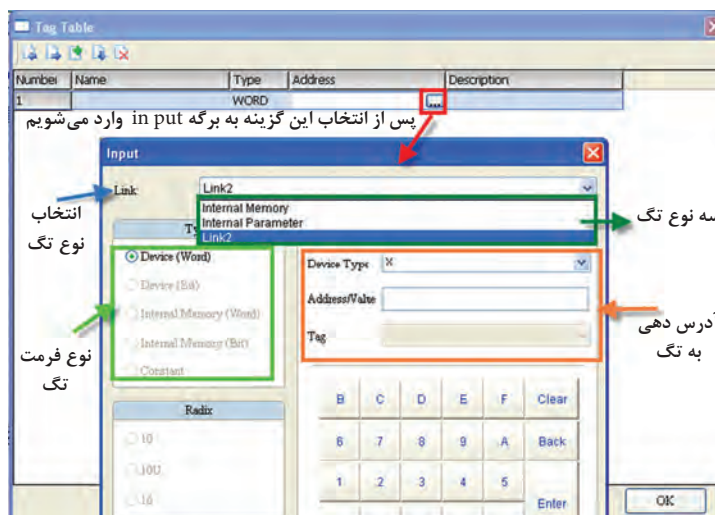 Tag Table
Number Name Type Address Description
1 WORD ...
پس از انتخاب این گزینه به برگه in put وارد می‌شویم
Input
Link Link2
Internal Memory
Internal Parameter
Link2
انتخاب
نوع تگ
سه نوع تگ
Device (Word)
Device (Bit)
Internal Memory (Word)
Internal Memory (Bit)
Constant
نوع فرمت
تگ
Device Type X
Address/Value
Tag
آدرس دهی
به تگ
Radix
10
10U
16
B C D E F Clear
6 7 8 9 A Back
1 2 3 4 5
Enter
OK